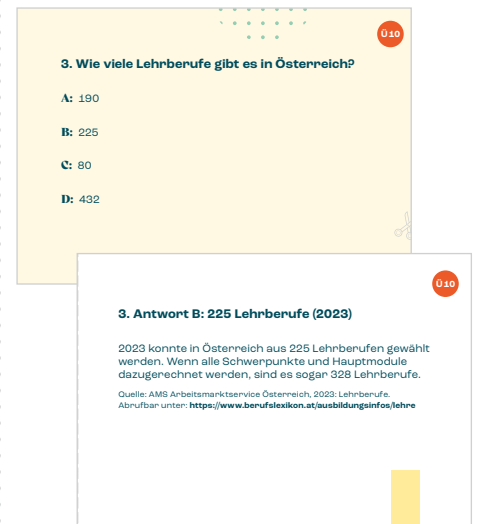 Ü10
3. Wie viele Lehrberufe gibt es in Österreich?
A: 190
B: 225
C: 80
D: 432
Ü10
3. Antwort B: 225 Lehrberufe (2023)
2023 konnte in Österreich aus 225 Lehrberufen gewählt
werden. Wenn alle Schwerpunkte und Hauptmodule
dazugerechnet werden, sind es sogar 328 Lehrberufe.
Quelle: AMS Arbeitsmarktservice Österreich, 2023: Lehrberufe.
Abrufbar unter: https://www.berufslexikon.at/ausbildungsinfos/lehre